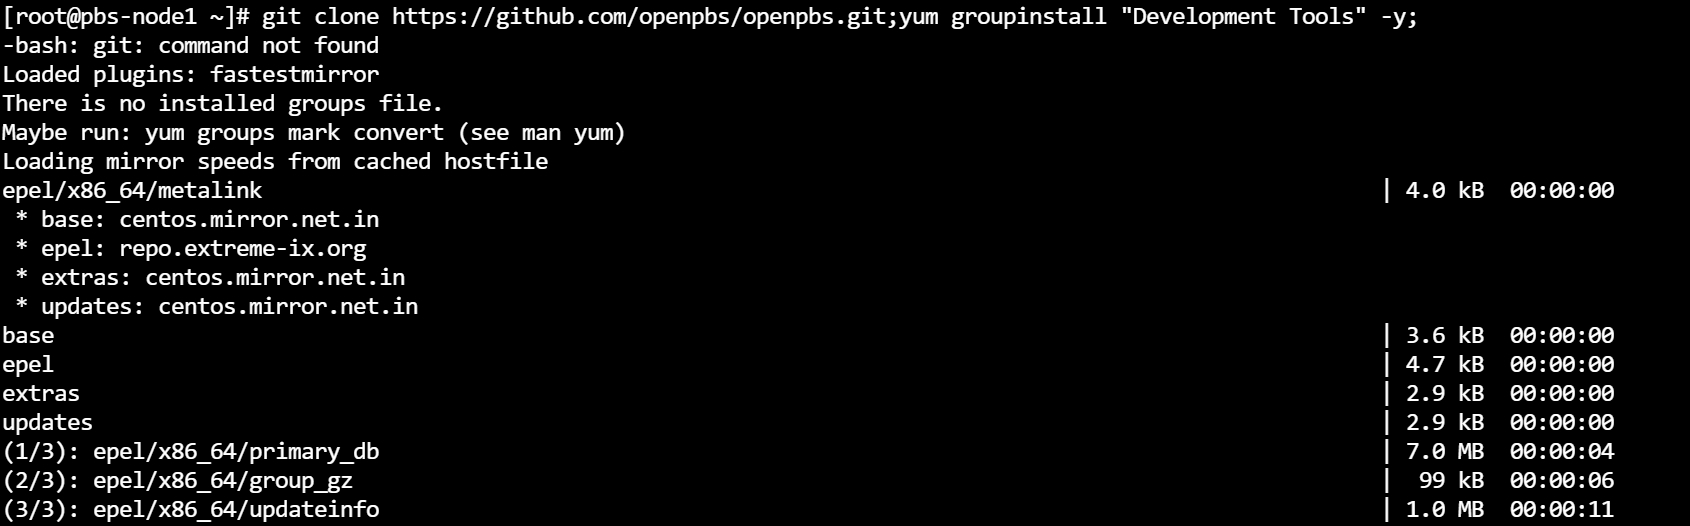 [root@pbs-node1 ~]# git clone https://github.com/openpbs/openpbs.git;yum groupinstall "Development Tools" -y;
-bash: git: command not found
Loaded plugins: fastestmirror
There is no installed groups file.
Maybe run: yum groups mark convert (see man yum)
Loading mirror speeds from cached hostfile
epel/x86_64/metalink | 4.0 kB 00:00:00
* base: centos.mirror.net.in
* epel: repo.extreme-ix.org
* extras: centos.mirror.net.in
* updates: centos.mirror.net.in
base | 3.6 kB 00:00:00
epel | 4.7 kB 00:00:00
extras | 2.9 kB 00:00:00
updates | 2.9 kB 00:00:00
(1/3): epel/x86_64/primary_db | 7.0 MB 00:00:04
(2/3): epel/x86_64/group_gz | 99 kB 00:00:06
(3/3): epel/x86_64/updateinfo | 1.0 MB 00:00:11